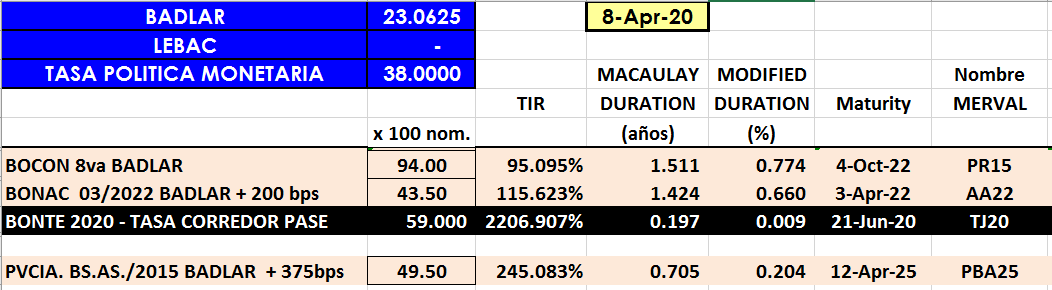 BADLAR 23.0625 8-Apr-20
LEBAC -
TASA POLITICA MONETARIA 38.0000 MACAULAY MODIFIED Nombre
TIR DURATION DURATION Maturity MERVAL
x 100 nom. (años) (%)
BOCON 8va BADLAR 94.00 95.095% 1.511 0.774 4-Oct-22 PR15
BONAC 03/2022 BADLAR + 200 bps 43.50 115.623% 1.424 0.660 3-Apr-22 AA22
BONTE 2020 - TASA CORREDOR PASE 59.000 2206.907% 0.197 0.009 21-Jun-20 TJ20
PVCIA. BS.AS./2015 BADLAR + 375bps 49.50 245.083% 0.705 0.204 12-Apr-25 PBA25